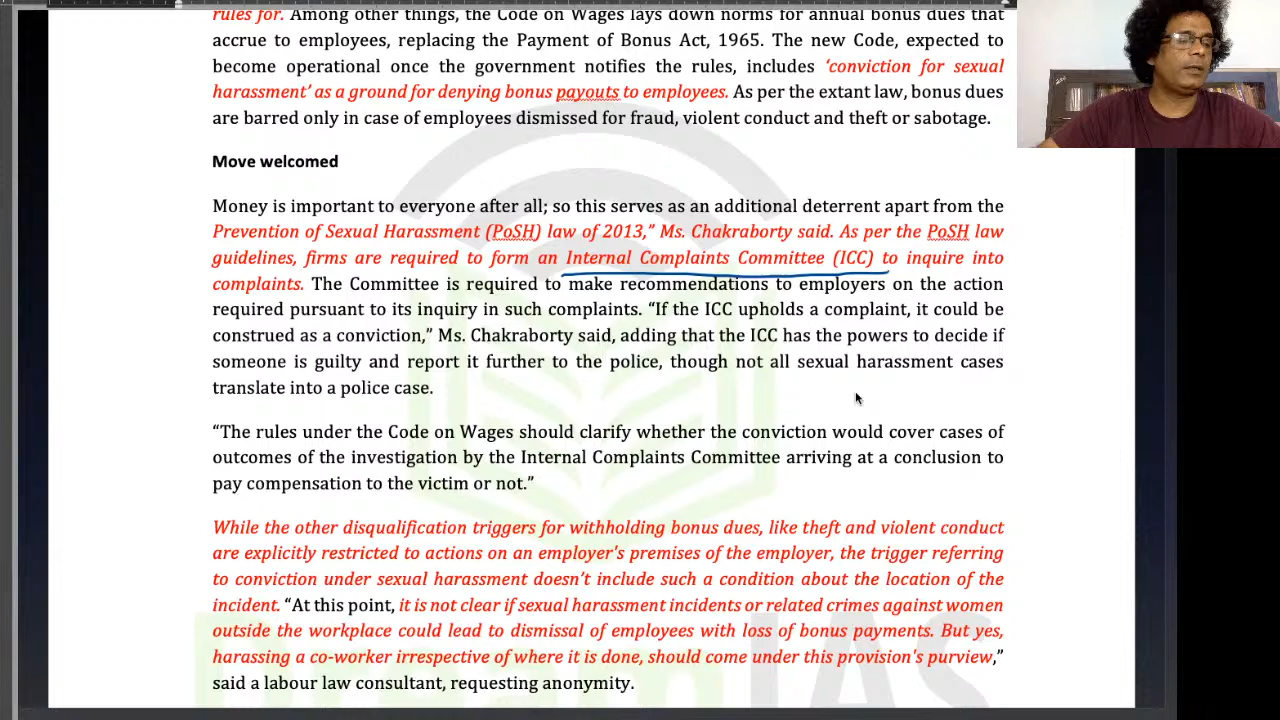 rules for. Among other things, the Code on Wages lays down norms for annual bonus dues that
accrue to employees, replacing the Payment of Bonus Act, 1965. The new Code, expected to
become operational once the government notifies the rules, includes ‘conviction for sexual
harassment’ as a ground for denying bonus payouts to employees. As per the extant law, bonus dues
are barred only in case of employees dismissed for fraud, violent conduct and theft or sabotage.
Move welcomed
Money is important to everyone after all; so this serves as an additional deterrent apart from the
Prevention of Sexual Harassment (PoSH) law of 2013,” Ms. Chakraborty said. As per the PoSH law
guidelines, firms are required to form an Internal Complaints Committee (ICC) to inquire into
complaints. The Committee is required to make recommendations to employers on the action
required pursuant to its inquiry in such complaints. “If the ICC upholds a complaint, it could be
construed as a conviction,” Ms. Chakraborty said, adding that the ICC has the powers to decide if
someone is guilty and report it further to the police, though not all sexual harassment cases
translate into a police case.
“The rules under the Code on Wages should clarify whether the conviction would cover cases of
outcomes of the investigation by the Internal Complaints Committee arriving at a conclusion to
pay compensation to the victim or not.”
While the other disqualification triggers for withholding bonus dues, like theft and violent conduct
are explicitly restricted to actions on an employer's premises of the employer, the trigger referring
to conviction under sexual harassment doesn’t include such a condition about the location of the
incident. “At this point, it is not clear if sexual harassment incidents or related crimes against women
outside the workplace could lead to dismissal of employees with loss of bonus payments. But yes,
harassing a co-worker irrespective of where it is done, should come under this provision's purview,”
said a labour law consultant, requesting anonymity.
IAS